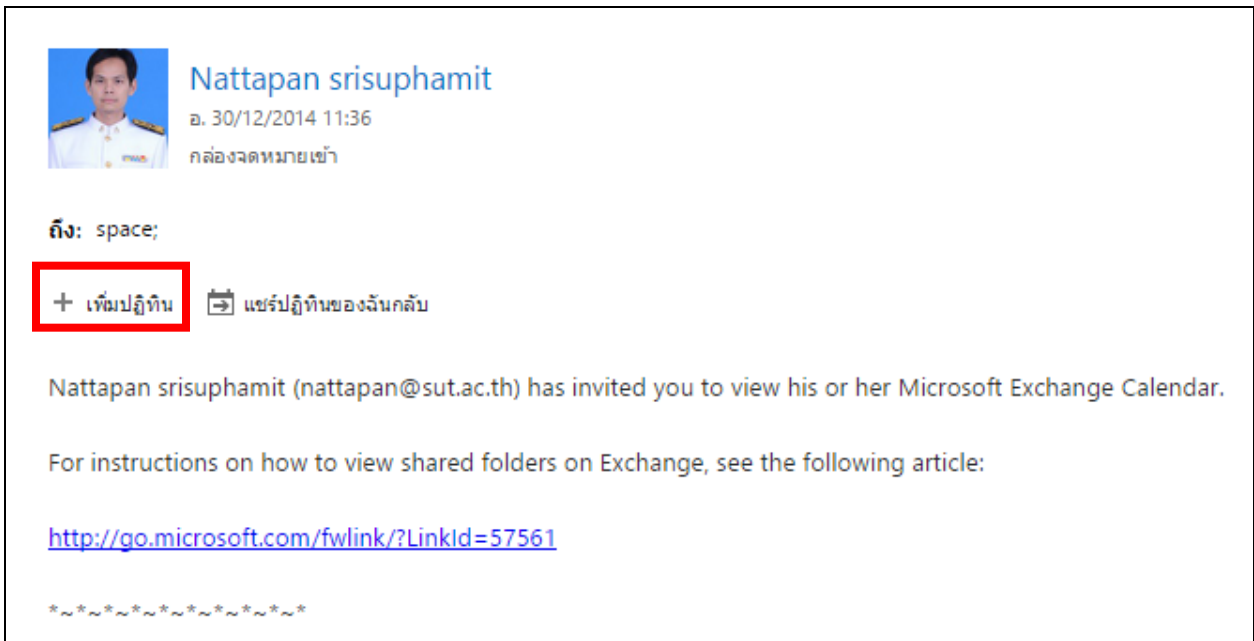 Nattapan srisuphamit
อ. 30/12/2014 11:36
กล่องจดหมายเข้า
ถึง: space;
+ เพิ่มปฏิทิน แชร์ปฏิทินของฉันกลับ
Nattapan srisuphamit (nattapan@sut.ac.th) has invited you to view his or her Microsoft Exchange Calendar.
For instructions on how to view shared folders on Exchange, see the following article:
http://go.microsoft.com/fwlink/?LinkId=57561
*~*~*~*~*~*~*~*~*~*